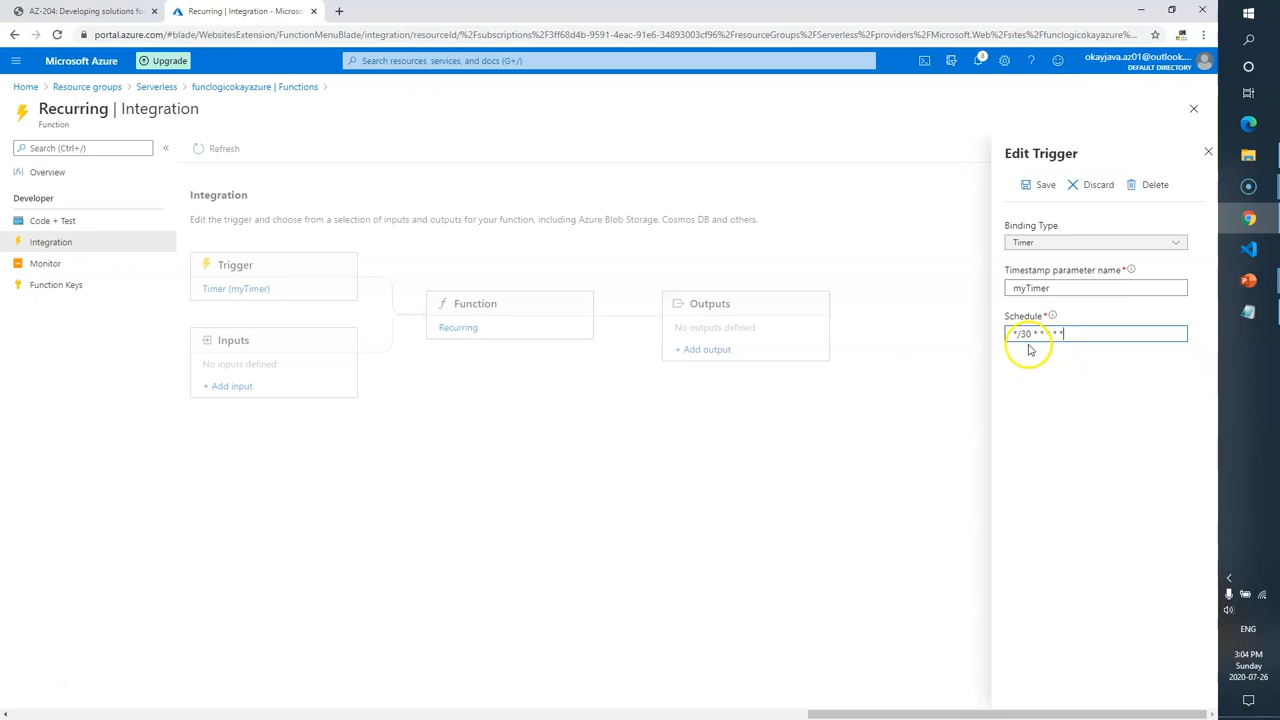 AZ-204: Developing solutions fo
Recurring | Integration - Microso
portal.azure.com/#blade/WebsitesExtension/FunctionMenuBlade/integration/resourceId/%2Fsubscriptions%2F3ff68d4b-9591-4eac-91e6-34893003cf96%2FresourceGroups%2FServerless%2Fproviders%2FMicrosoft.Web%2Fsites%2Ffunclogicokayazure%...
Microsoft Azure
Upgrade
Search resources, services, and docs (G+/)
8
okayjava.az01@outlook....
DEFAULT DIRECTORY
Home > Resource groups > Serverless > funclogicokayazure | Functions >
Recurring | Integration
Function
Search (Ctrl+/)
«
Overview
Developer
Code + Test
Integration
Monitor
Function Keys
Refresh
Integration
Edit the trigger and choose from a selection of inputs and outputs for your function, including Azure Blob Storage, Cosmos DB and others.
Trigger
Timer (myTimer)
Inputs
No inputs defined
+ Add input
Function
Recurring
Outputs
No outputs defined
+ Add output
Edit Trigger
Save
Discard
Delete
Binding Type
Timer
Timestamp parameter name*
myTimer
Schedule*
*/30 * * * * *
ENG
3:04 PM
Sunday
2020-07-26